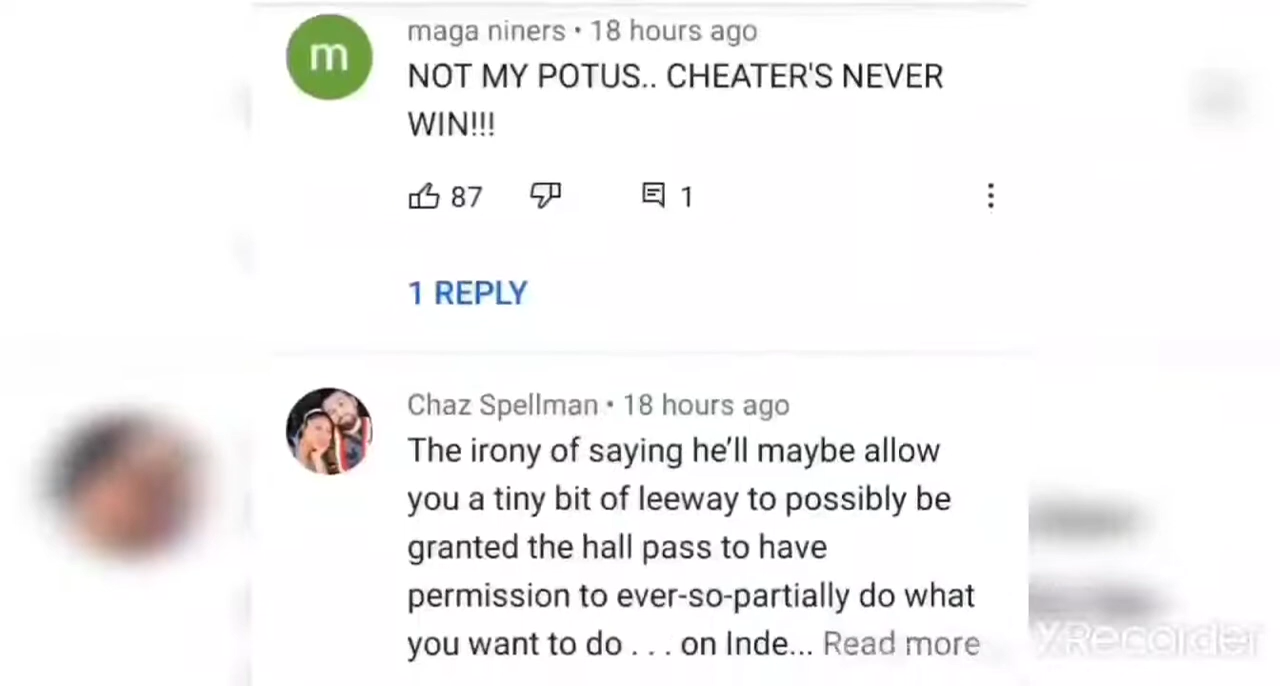 m
maga niners • 18 hours ago
NOT MY POTUS.. CHEATER'S NEVER
WIN!!!
87
1
1 REPLY
Chaz Spellman • 18 hours ago
The irony of saying he’ll maybe allow
you a tiny bit of leeway to possibly be
granted the hall pass to have
permission to ever-so-partially do what
you want to do . . . on Inde... Read more
XRecorder